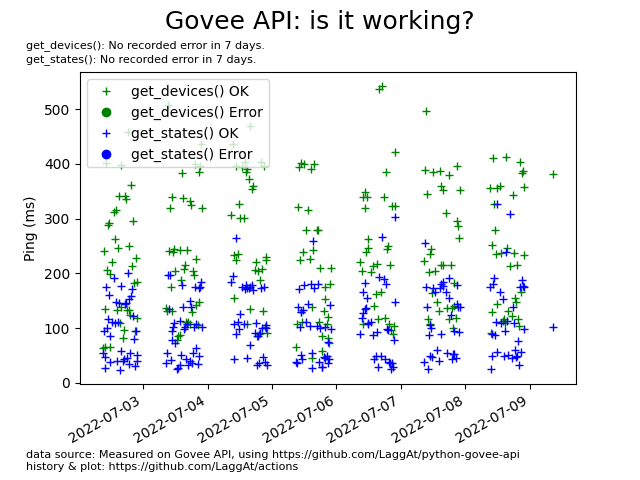 Govee API: is it working?
get_devices(): No recorded error in 7 days.
get_states(): No recorded error in 7 days.
get_devices() OK
get_devices() Error
get_states() OK
get_states() Error
Ping (ms)
500
400
300
200
100
0
2022-07-03
2022-07-04
2022-07-05
2022-07-06
2022-07-07
2022-07-08
2022-07-09
data source: Measured on Govee API, using https://github.com/LaggAt/python-govee-api
history & plot: https://github.com/LaggAt/actions